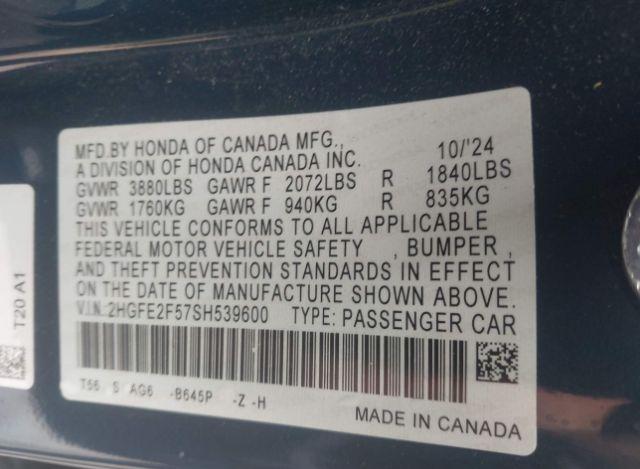 MFD.BY HONDA OF CANADA MFG., 10/'24
A DIVISION OF HONDA CANADA INC.
GVWR 3880LBS GAWR F 2072LBS R 1840LBS
GVWR 1760KG GAWR F 940KG R 835KG
THIS VEHICLE CONFORMS TO ALL APPLICABLE
FEDERAL MOTOR VEHICLE SAFETY , BUMPER ,
AND THEFT PREVENTION STANDARDS IN EFFECT
ON THE DATE OF MANUFACTURE SHOWN ABOVE.
V.I.N:2HGFE2F57SH539600 TYPE:PASSENGER CAR
T56 S AG6 -B645P -Z -H
MADE IN CANADA
T20 A1